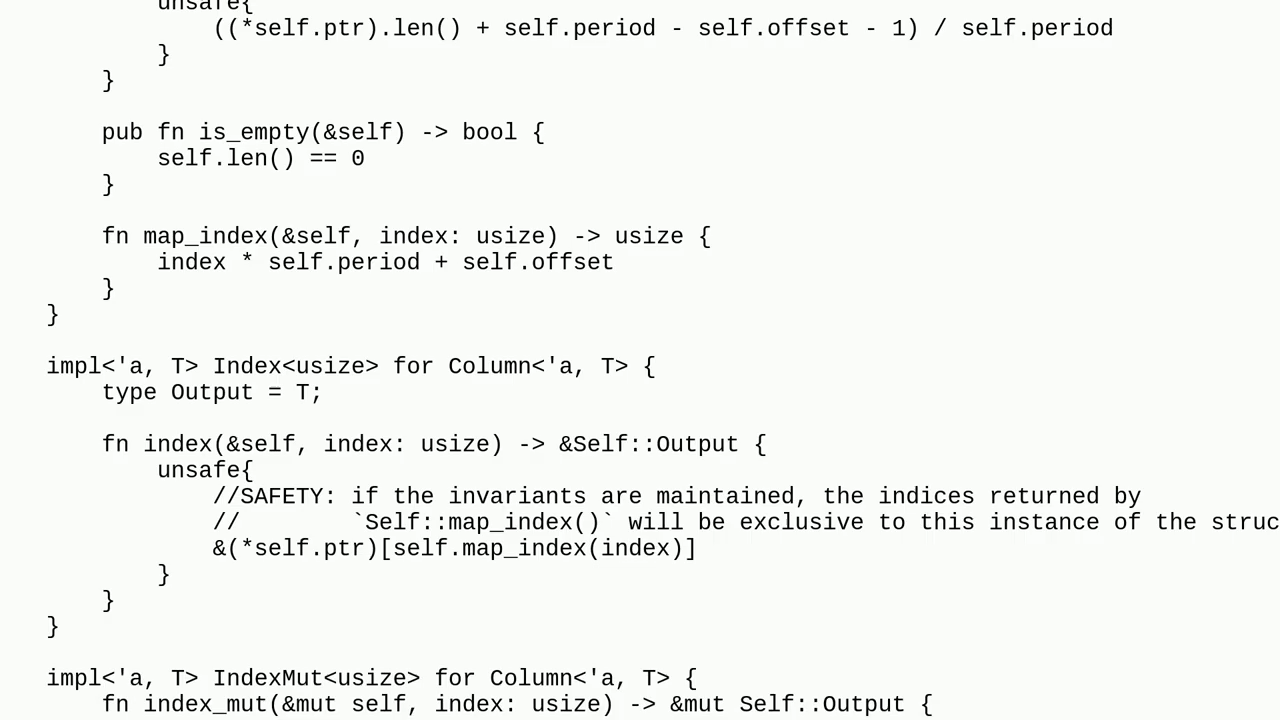 unsafe{
((*self.ptr).len() + self.period - self.offset - 1) / self.period
}
}
pub fn is_empty(&self) -> bool {
self.len() == 0
}
fn map_index(&self, index: usize) -> usize {
index * self.period + self.offset
}
}
impl<'a, T> Index<usize> for Column<'a, T> {
type Output = T;
fn index(&self, index: usize) -> &Self::Output {
unsafe{
//SAFETY: if the invariants are maintained, the indices returned by
// `Self::map_index()` will be exclusive to this instance of the struc
&(*self.ptr)[self.map_index(index)]
}
}
}
impl<'a, T> IndexMut<usize> for Column<'a, T> {
fn index_mut(&mut self, index: usize) -> &mut Self::Output {